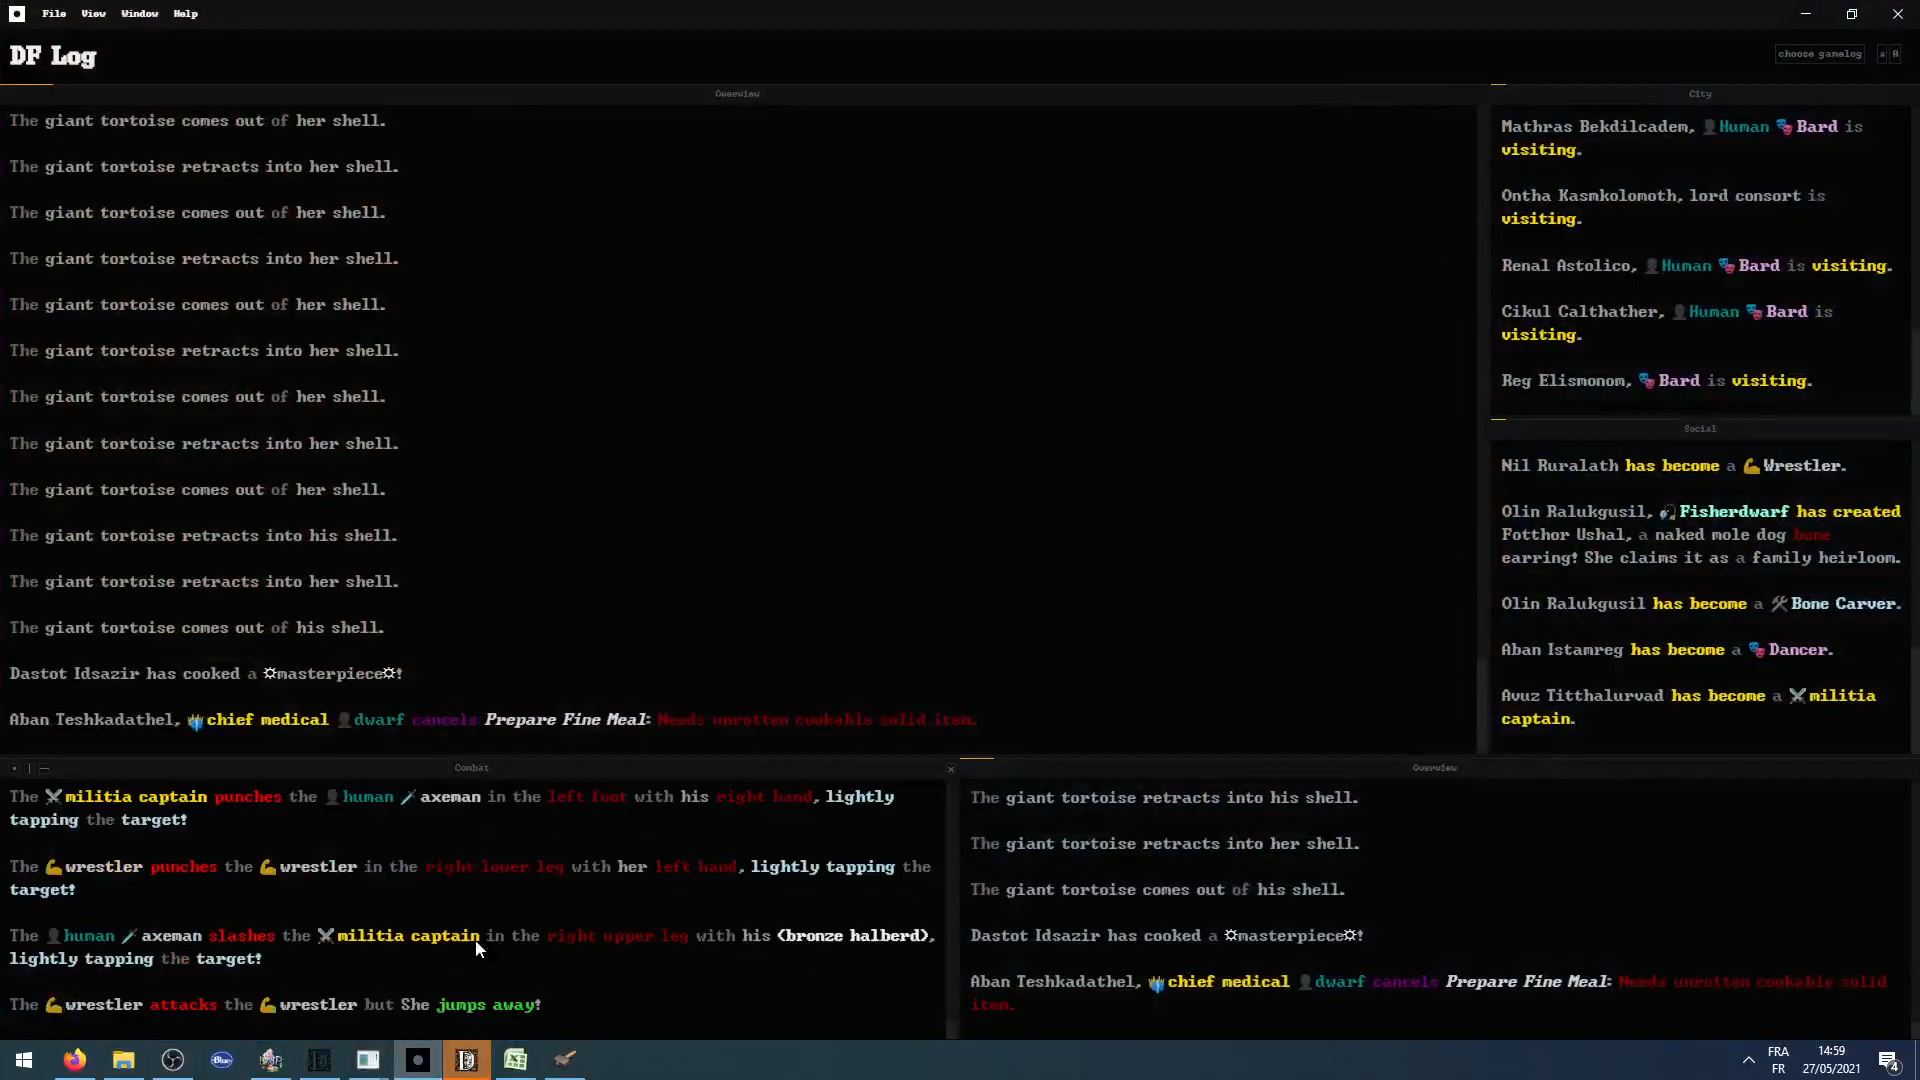 File View Window Help
DF Log
choose gamelog A A
Overview
The giant tortoise comes out of her shell.
The giant tortoise retracts into her shell.
The giant tortoise comes out of her shell.
The giant tortoise retracts into her shell.
The giant tortoise comes out of her shell.
The giant tortoise retracts into her shell.
The giant tortoise comes out of her shell.
The giant tortoise retracts into her shell.
The giant tortoise comes out of her shell.
The giant tortoise retracts into his shell.
The giant tortoise retracts into her shell.
The giant tortoise comes out of his shell.
Dastot Idsazir has cooked a ☼masterpiece☼!
Aban Teshkadathel, chief medical dwarf cancels Prepare Fine Meal: Needs unrotten cookable solid item.
City
Mathras Bekdilcadem, Human Bard is
visiting.
Ontha Kasmkolomoth, lord consort is
visiting.
Renal Astolico, Human Bard is visiting.
Cikul Calthather, Human Bard is
visiting.
Reg Elismonom, Bard is visiting.
Social
Nil Ruralath has become a Wrestler.
Olin Ralukgusil, Fisherdwarf has created
Fotthor Ushal, a naked mole dog bone
earring! She claims it as a family heirloom.
Olin Ralukgusil has become a Bone Carver.
Aban Istamreg has become a Dancer.
Avuz Titthalurvad has become a militia
captain.
Combat
The militia captain punches the human axeman in the left foot with his right hand, lightly
tapping the target!
The wrestler punches the wrestler in the right lower leg with her left hand, lightly tapping the
target!
The human axeman slashes the militia captain in the right upper leg with his (bronze halberd),
lightly tapping the target!
The wrestler attacks the wrestler but She jumps away!
Overview
The giant tortoise retracts into his shell.
The giant tortoise retracts into her shell.
The giant tortoise comes out of his shell.
Dastot Idsazir has cooked a ☼masterpiece☼!
Aban Teshkadathel, chief medical dwarf cancels Prepare Fine Meal: Needs unrotten cookable solid
item.
Blue
FRA
FR
14:59
27/05/2021
4